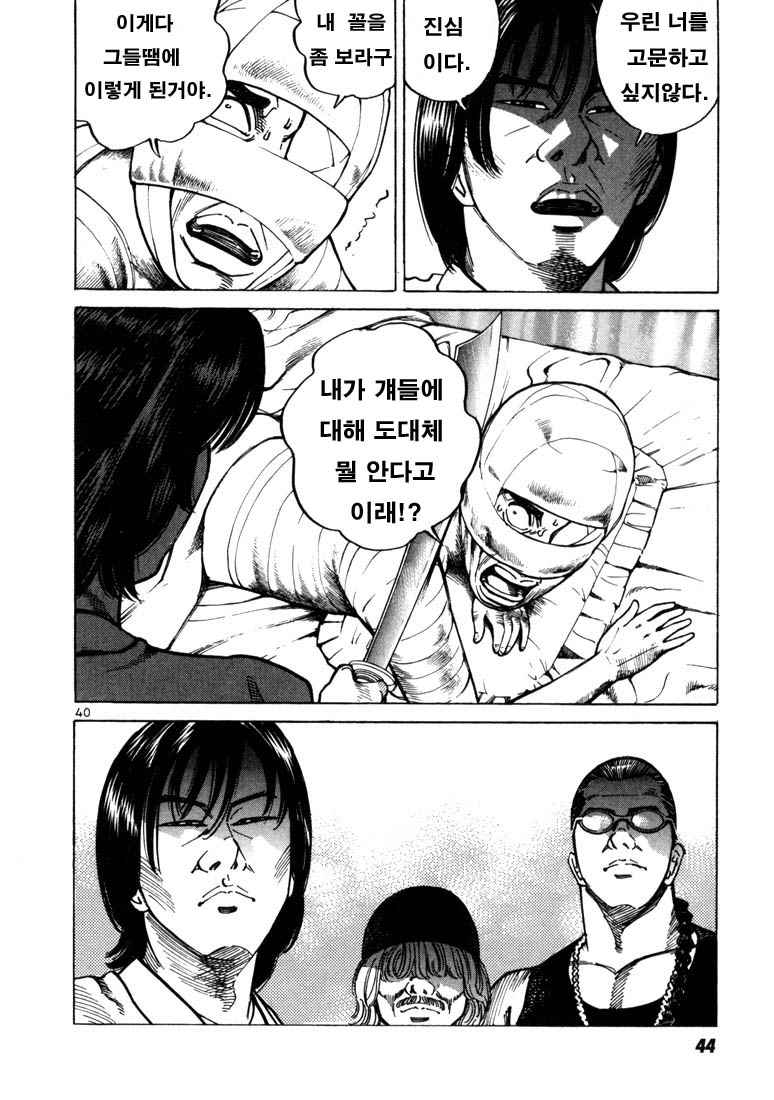 우린 너를
고문하고
싶지않다.
진심
이다.
내 꼴을
좀 보라구
이게다
그들땜에
이렇게 된거야.
내가 걔들에
대해 도대체
뭘 안다고
이래!?
40
44